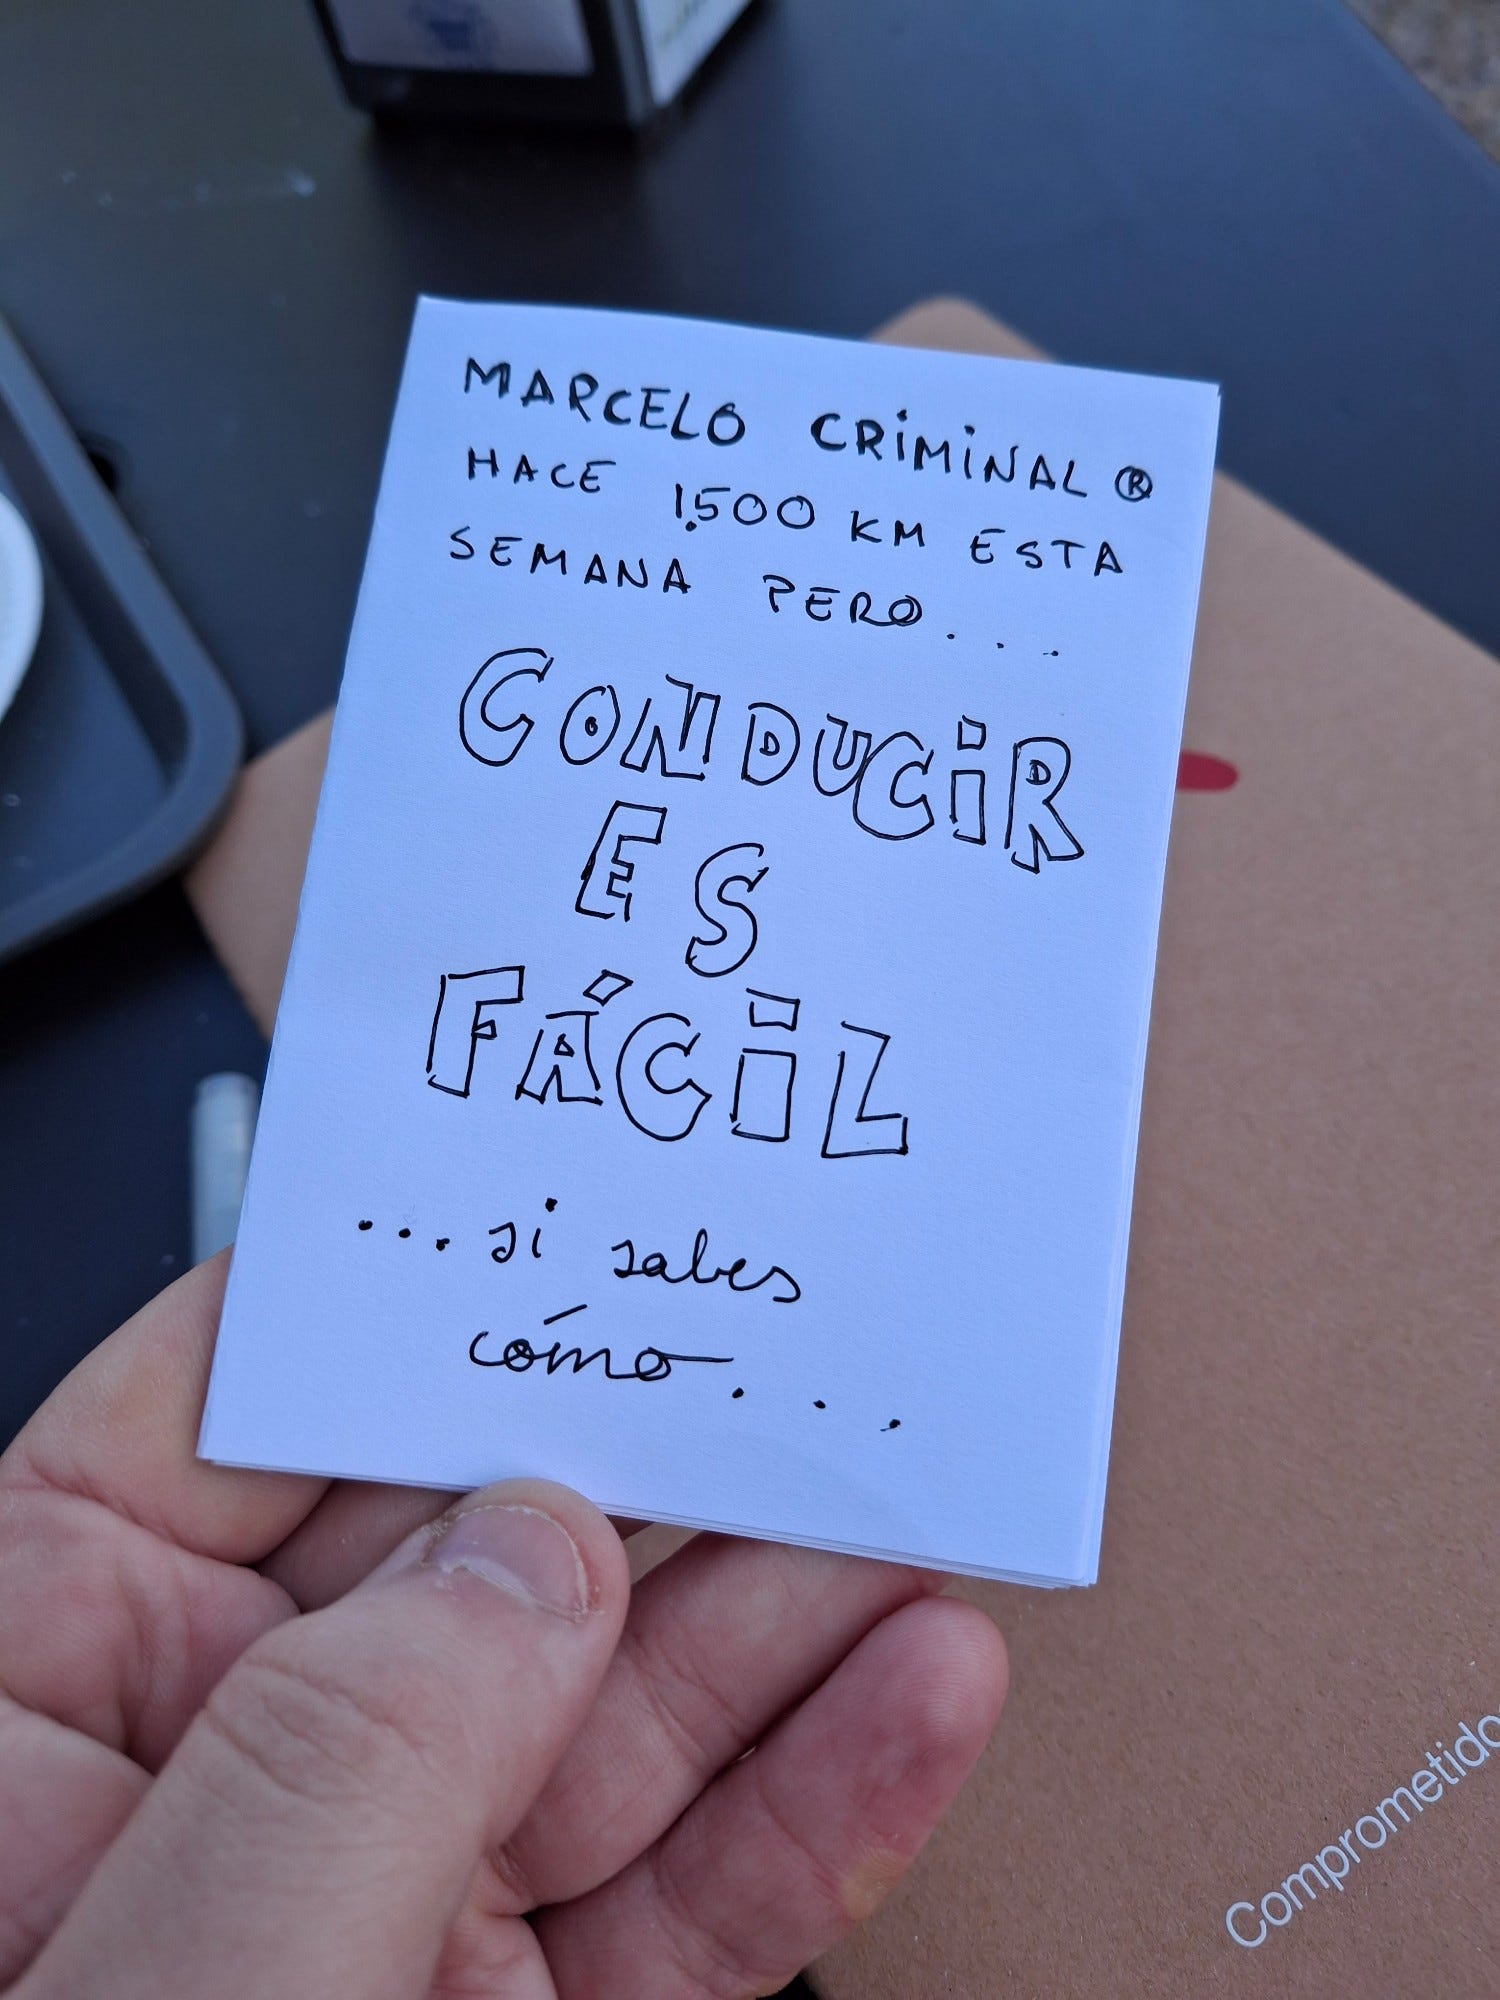 MARCELO CRIMINAL ®
HACE 1.500 KM ESTA
SEMANA PERO...
CONDUCIR
ES
FÁCIL
...si sabes
cómo...
Comprometido